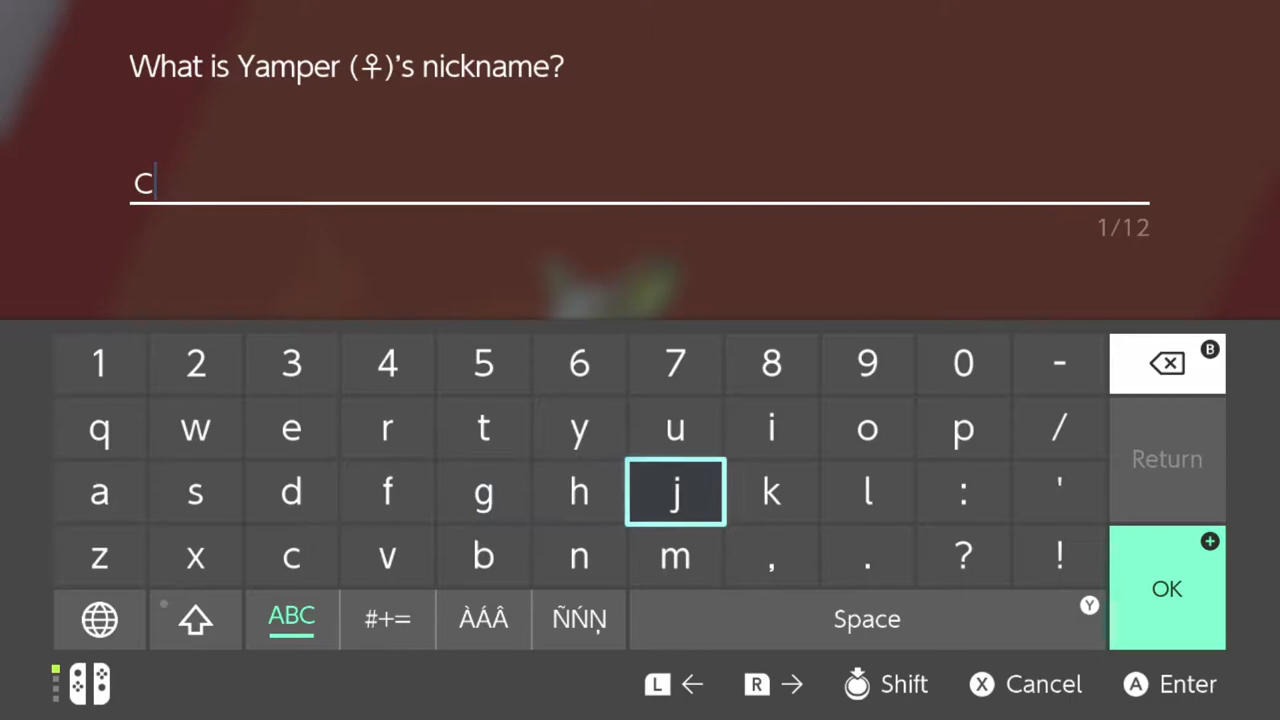 What is Yamper (♀)'s nickname?
C
1/12
1 2 3 4 5 6 7 8 9 0 - B
q w e r t y u i o p /
Return
a s d f g h j k l : '
z x c v b n m , . ? ! +
OK
ABC #+= ÀÁÂ ÑŃŅ Space Y
L ← R → Shift X Cancel A Enter